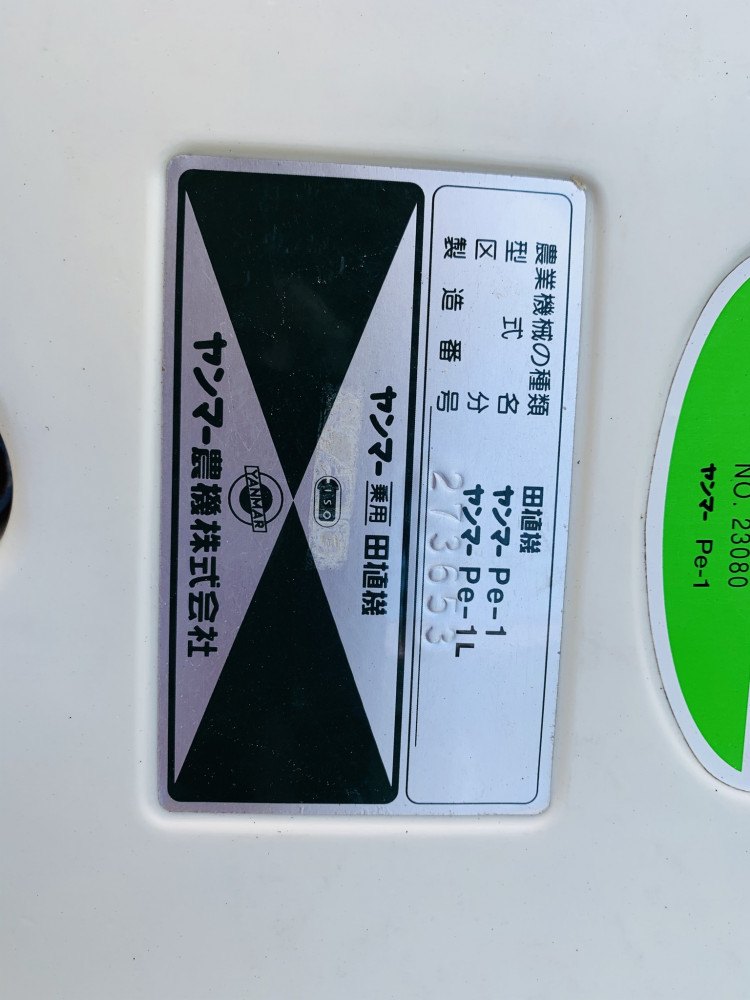 農業機械の種類 田植機
型式名 ヤンマー Pe-1
区分 ヤンマー Pe-1L
製造番号 273653
ヤンマー 乗用 田植機
YANMAR
ヤンマー農機株式会社
NO. 23080
ヤンマー Pe-1